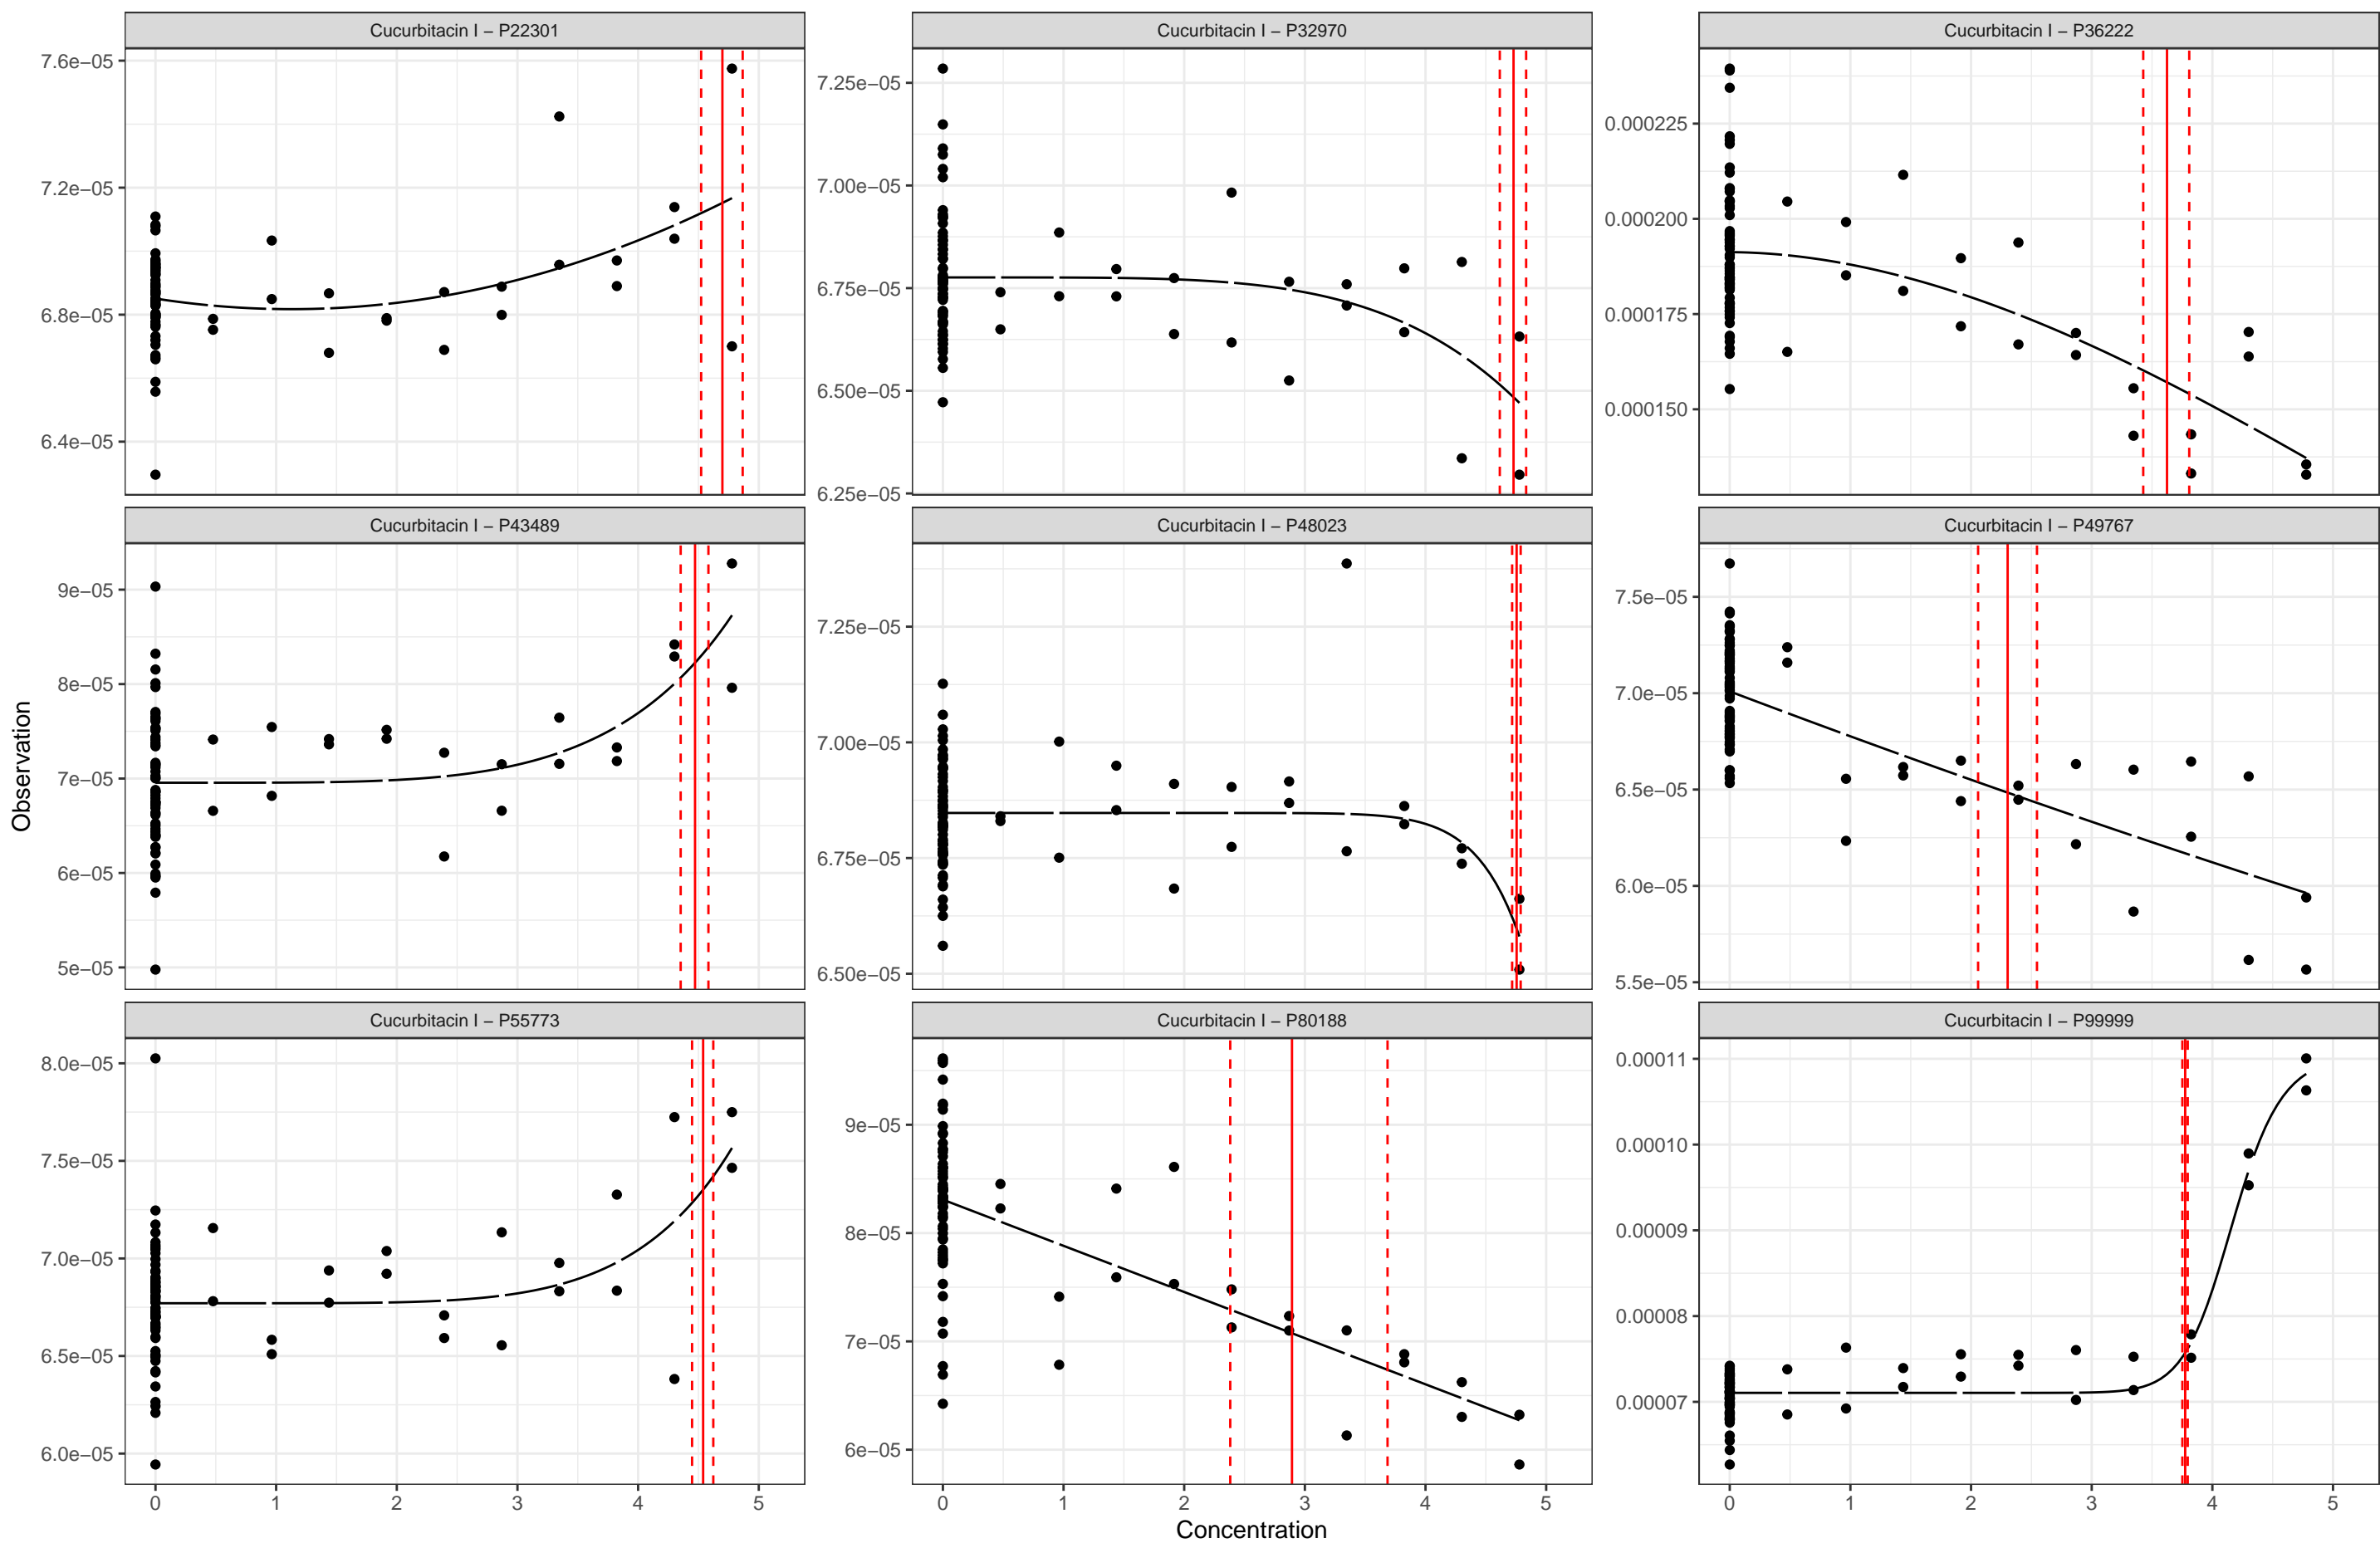 Cucurbitacin I – P22301
Cucurbitacin I – P32970
Cucurbitacin I – P36222
7.6e−05
7.2e−05
6.8e−05
6.4e−05
7.25e−05
7.00e−05
6.75e−05
6.50e−05
6.25e−05
0.000225
0.000200
0.000175
0.000150
Cucurbitacin I – P43489
Cucurbitacin I – P48023
Cucurbitacin I – P49767
9e−05
8e−05
7e−05
6e−05
5e−05
7.25e−05
7.00e−05
6.75e−05
6.50e−05
7.5e−05
7.0e−05
6.5e−05
6.0e−05
5.5e−05
Observation
Cucurbitacin I – P55773
Cucurbitacin I – P80188
Cucurbitacin I – P99999
8.0e−05
7.5e−05
7.0e−05
6.5e−05
6.0e−05
9e−05
8e−05
7e−05
6e−05
0.00011
0.00010
0.00009
0.00008
0.00007
0 1 2 3 4 5
0 1 2 3 4 5
0 1 2 3 4 5
Concentration